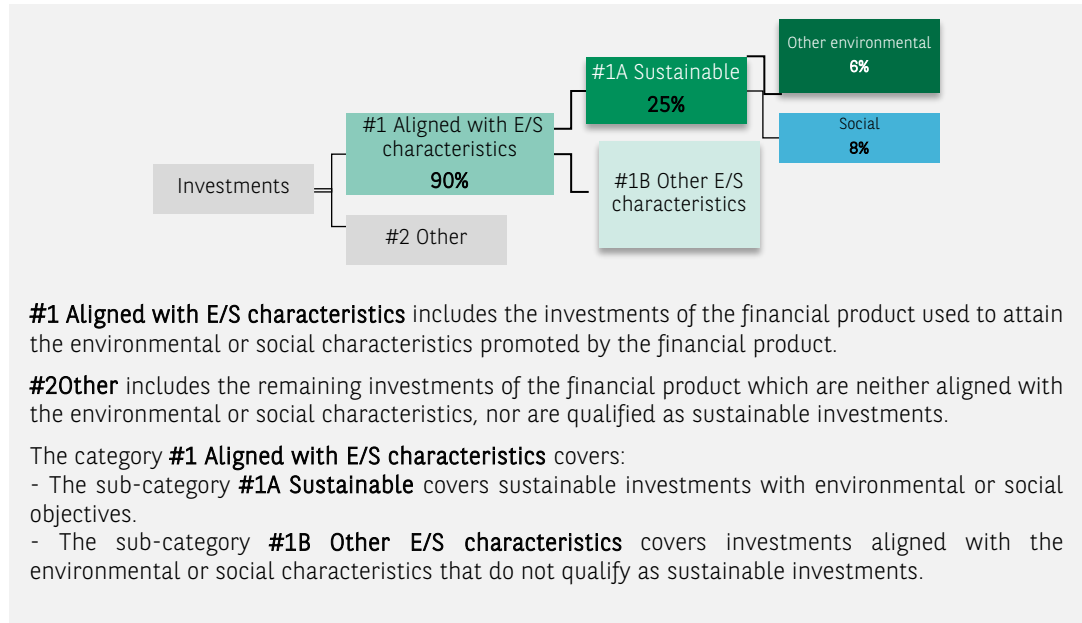 Other environmental
6%
#1A Sustainable
25%
Social
8%
#1 Aligned with E/S
characteristics
90%
Investments
#1B Other E/S
characteristics
#2 Other
#1 Aligned with E/S characteristics includes the investments of the financial product used to attain
the environmental or social characteristics promoted by the financial product.
#2Other includes the remaining investments of the financial product which are neither aligned with
the environmental or social characteristics, nor are qualified as sustainable investments.
The category #1 Aligned with E/S characteristics covers:
- The sub-category #1A Sustainable covers sustainable investments with environmental or social
objectives.
- The sub-category #1B Other E/S characteristics covers investments aligned with the
environmental or social characteristics that do not qualify as sustainable investments.